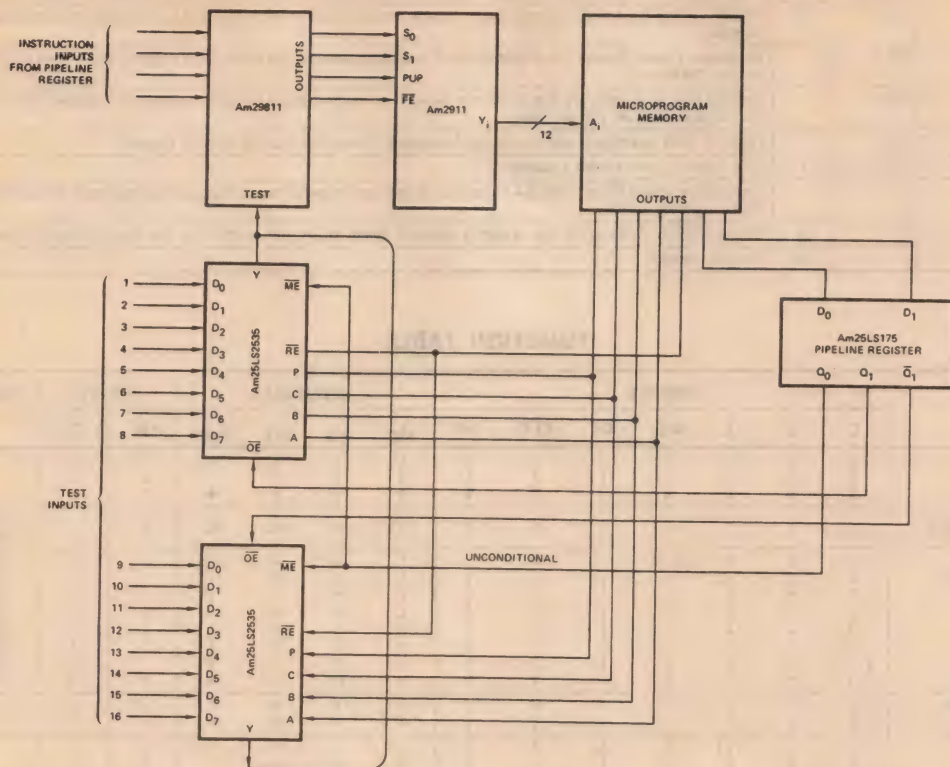 INSTRUCTION
INPUTS
FROM PIPELINE
REGISTER
OUTPUTS
Am29811
TEST
S0
S1
PUP
FE
Am2911
Yi
12
Ai
MICROPROGRAM
MEMORY
OUTPUTS
D0
D1
Am25LS175
PIPELINE REGISTER
Q0
Q1
Q1
TEST
INPUTS
1
2
3
4
5
6
7
8
D0
D1
D2
D3
D4
D5
D6
D7
Y
Am25LS2535
OE
ME
RE
P
C
B
A
UNCONDITIONAL
9
10
11
12
13
14
15
16
D0
D1
D2
D3
D4
D5
D6
D7
OE
Am25LS2535
Y
ME
RE
P
C
B
A